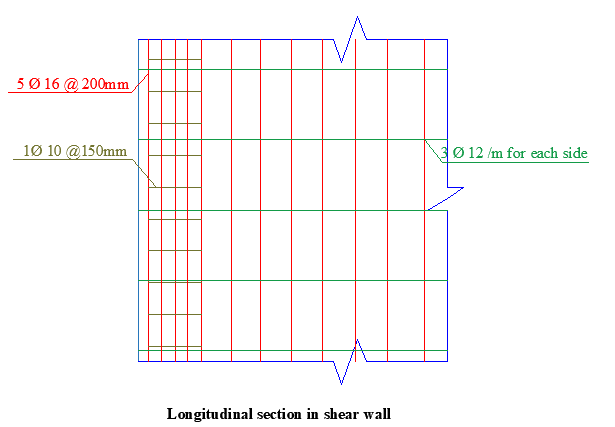 5 Ø 16 @ 200mm
1Ø 10 @150mm
3 Ø 12 /m for each side
Longitudinal section in shear wall